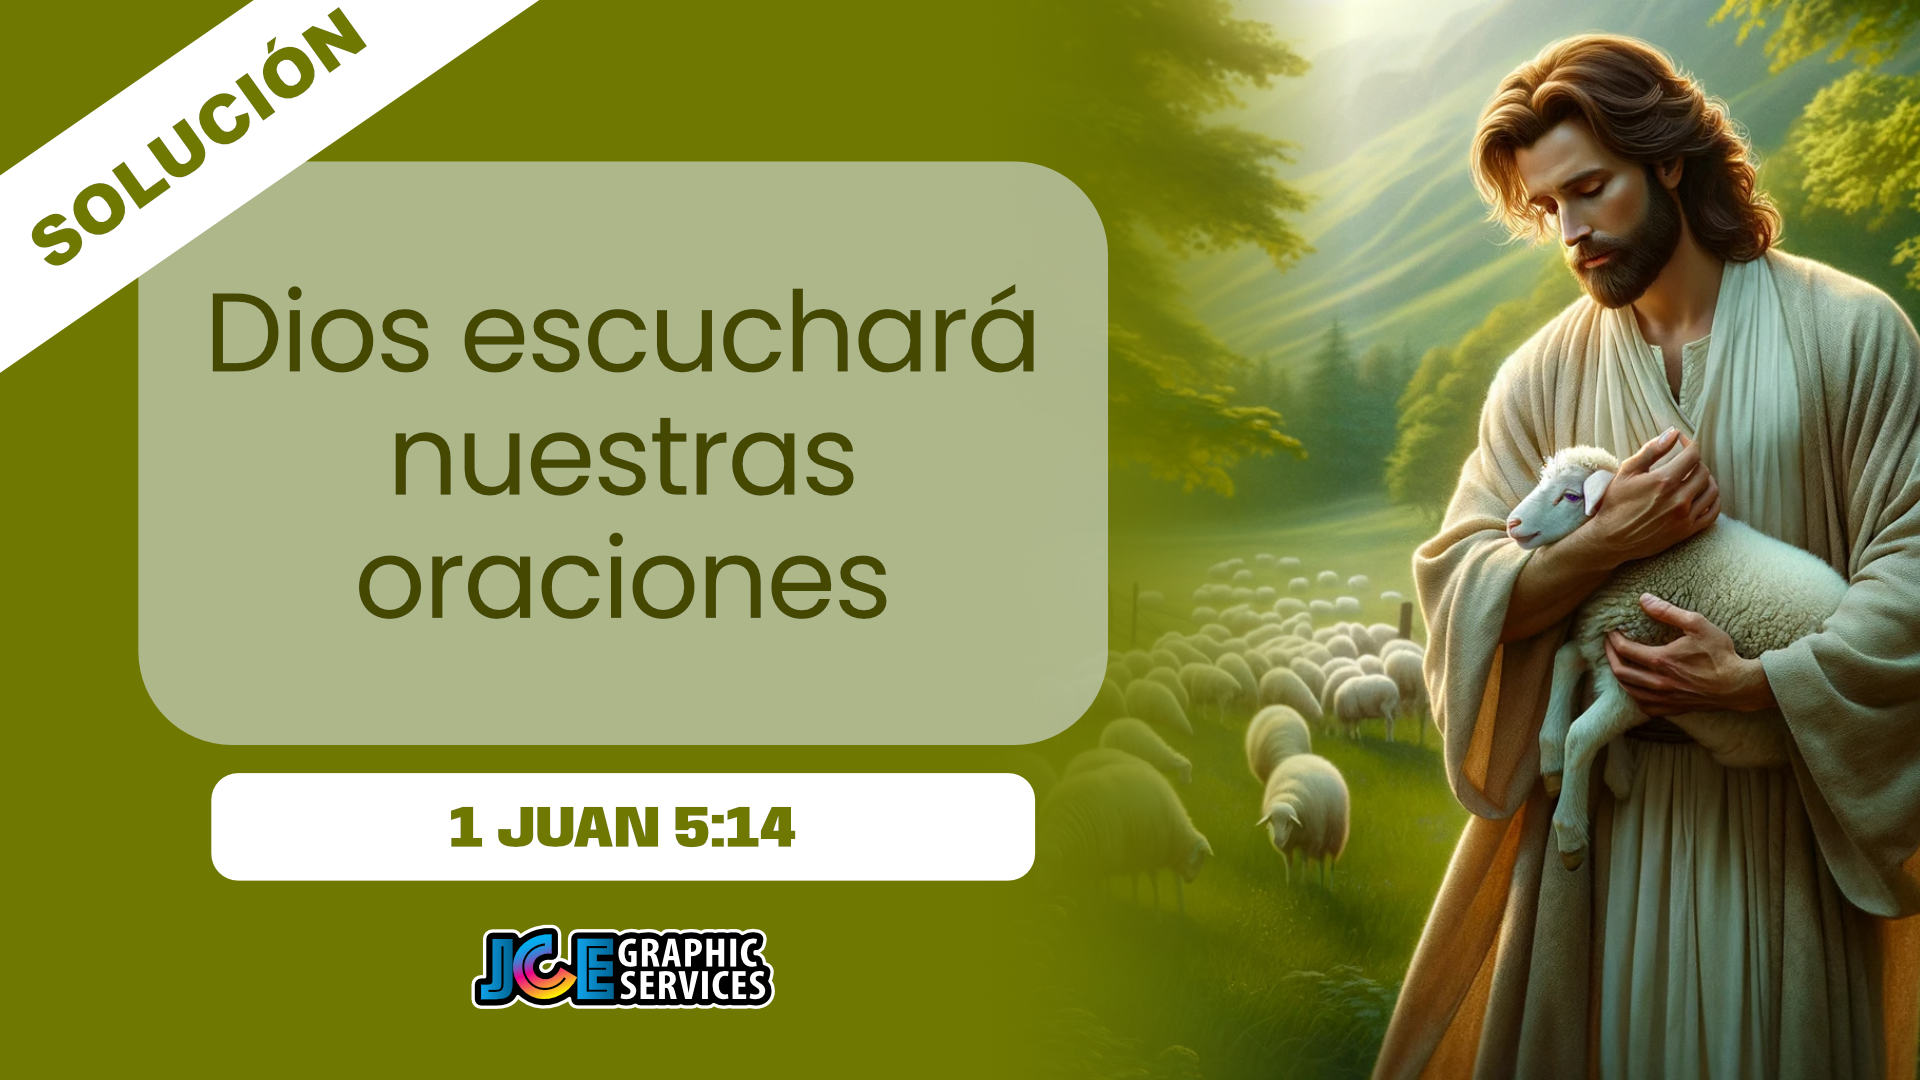 SOLUCIÓN
Dios escuchará
nuestras
oraciones
1 JUAN 5:14
JCE GRAPHIC
SERVICES